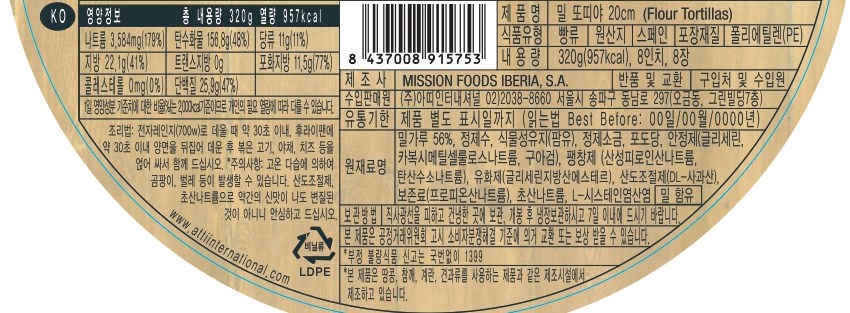 KO
영양정보 총 내용량 320g 열량 957kcal
나트륨 3,584mg(179%) 탄수화물 156.8g(48%) 당류 11g(11%)
지방 22.1g(41%) 트랜스지방 0g 포화지방 11.5g(77%)
콜레스테롤 0mg(0%) 단백질 25.9g(47%)
1일 영양성분 기준치에 대한 비율(%)는 2,000kcal기준이므로 개인의 필요 열량에 따라 다를 수 있습니다.
조리법: 전자레인지(700w)로 데울 때 약 30초 이내, 후라이팬에
약 30초 이내 양면을 뒤집어 데운 후 볶은 고기, 야채, 치즈 등을
얹어 싸서 함께 드십시오. *주의사항: 고온 다습에 의하여
곰팡이, 벌레 등이 발생할 수 있습니다. 산도조절제,
초산나트륨으로 약간의 신맛이 나도 변질된
것이 아니니 안심하고 드십시오.
www.attiinternational.com
비닐류
LDPE
8 437008 915753
제 품 명 밀 또띠야 20cm (Flour Tortillas)
식품유형 빵류 원산지 스페인 포장재질 폴리에틸렌(PE)
내 용 량 320g(957kcal), 8인치, 8장
제 조 사 MISSION FOODS IBERIA, S.A. 반품 및 교환 구입처 및 수입원
수입판매원 (주)아띠인터내셔널 02)2038-8660 서울시 송파구 동남로 297(오금동, 그린빌딩7층)
유통기한 제품 별도 표시일까지 (읽는법 Best Before: 00일/00월/0000년)
원재료명 밀가루 56%, 정제수, 식물성유지(팜유), 정제소금, 포도당, 안정제(글리세린,
카복시메틸셀룰로스나트륨, 구아검), 팽창제 (산성피로인산나트륨,
탄산수소나트륨), 유화제(글리세린지방산에스테르), 산도조절제(DL-사과산),
보존료(프로피온산나트륨), 초산나트륨, L-시스테인염산염 밀 함유
보관방법 직사광선을 피하고 건냉한 곳에 보관, 개봉 후 냉장보관하시고 7일 이내에 드시기 바랍니다.
본 제품은 공정거래위원회 고시 소비자분쟁해결 기준에 의거 교환 또는 보상 받을 수 있습니다.
*부정 불량식품 신고는 국번없이 1399
*본 제품은 땅콩, 참깨, 계란, 견과류를 사용하는 제품과 같은 제조시설에서
제조하고 있습니다.